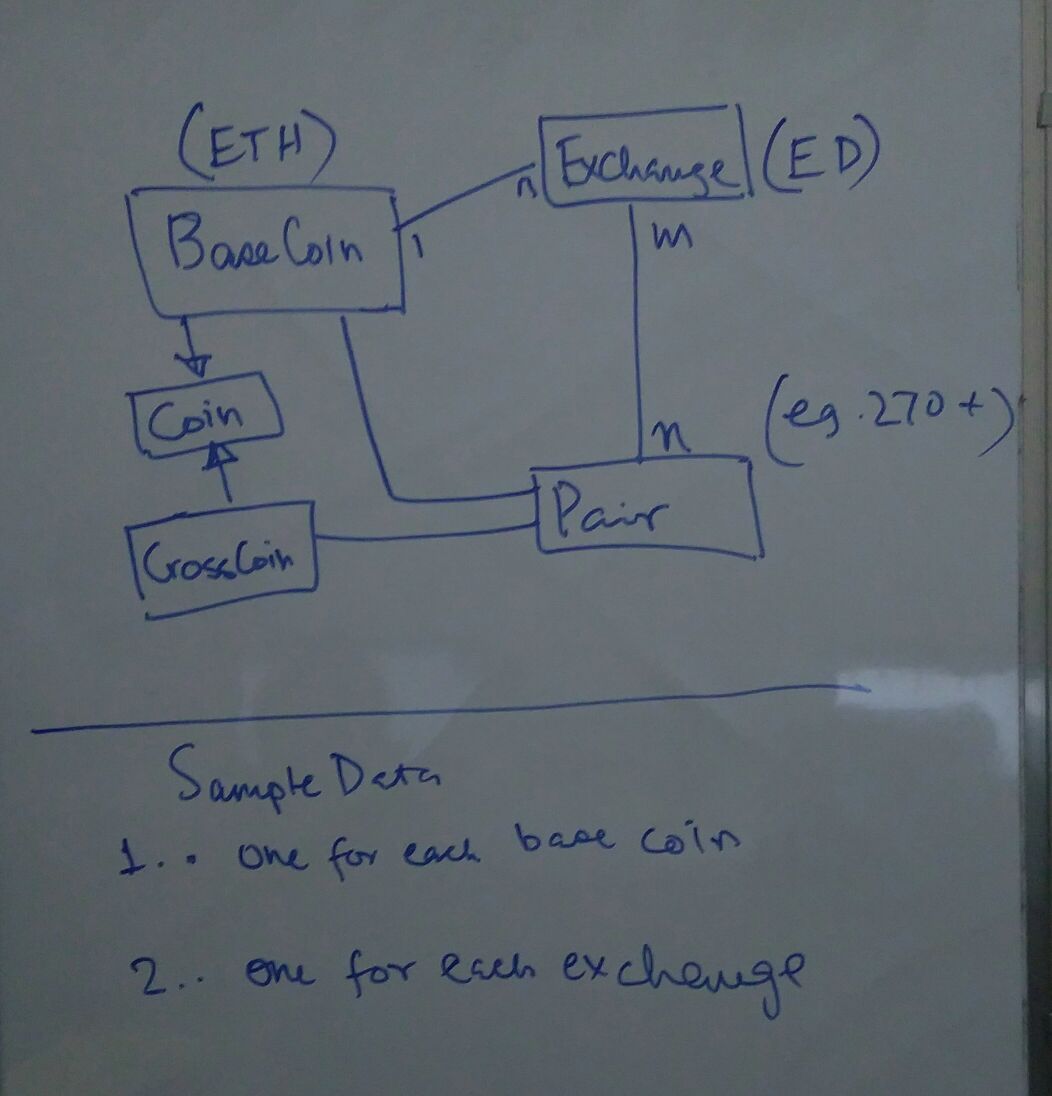 (ETH)
Exchange (ED)
n
m
BaseCoin
1
Coin
(eg. 270+)
n
Pair
CrossCoin
Sample Data
1.. one for each base coin
2.. one for each exchange